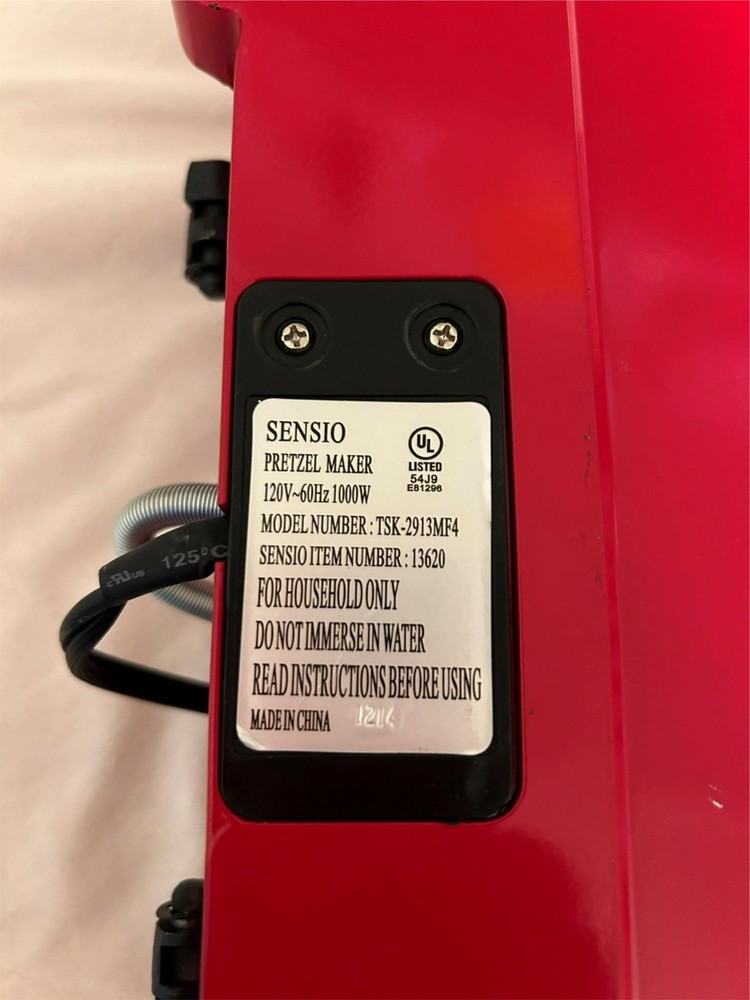 SENSIO
PRETZEL MAKER
120V~60Hz 1000W
MODEL NUMBER : TSK-2913MF4
SENSIO ITEM NUMBER : 13620
FOR HOUSEHOLD ONLY
DO NOT IMMERSE IN WATER
READ INSTRUCTIONS BEFORE USING
MADE IN CHINA
UL
LISTED
54J9
E81296
125°C